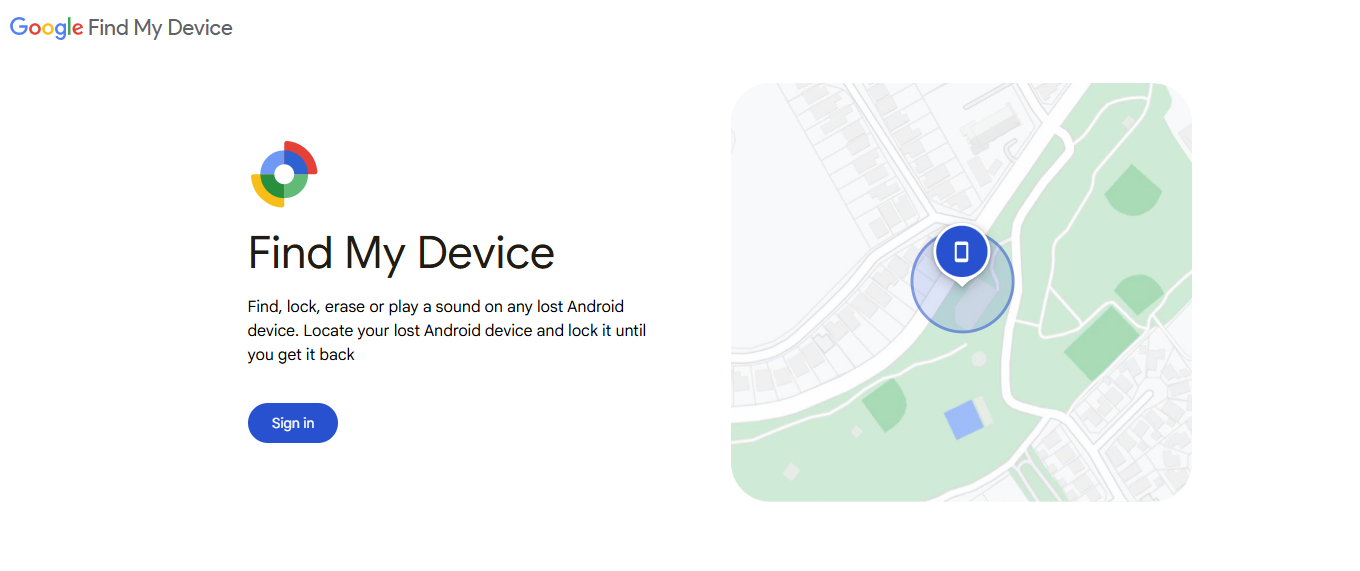 Google Find My Device
Find My Device
Find, lock, erase or play a sound on any lost Android
device. Locate your lost Android device and lock it until
you get it back
Sign in